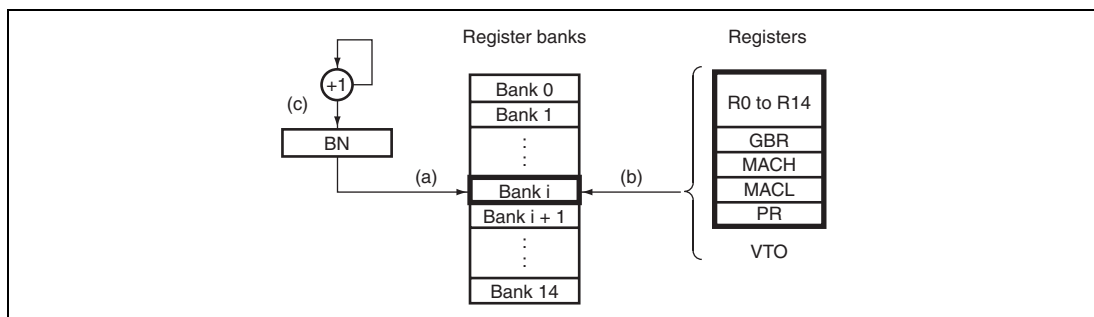 Register banks
Registers
+1
(c)
BN
(a)
Bank 0
Bank 1
Bank i
Bank i + 1
Bank 14
(b)
R0 to R14
GBR
MACH
MACL
PR
VTO